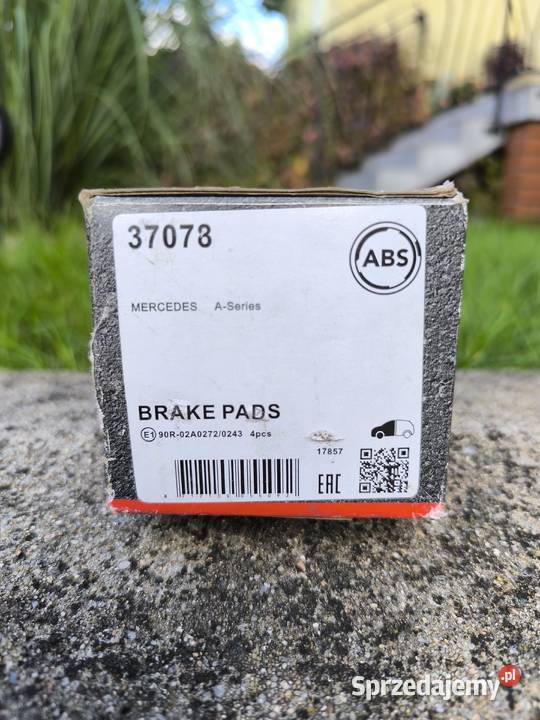 37078
ABS
MERCEDES A-Series
BRAKE PADS
E1 90R-02A0272/0243 4pcs
17857
EAC
Sprzedajemy.pl